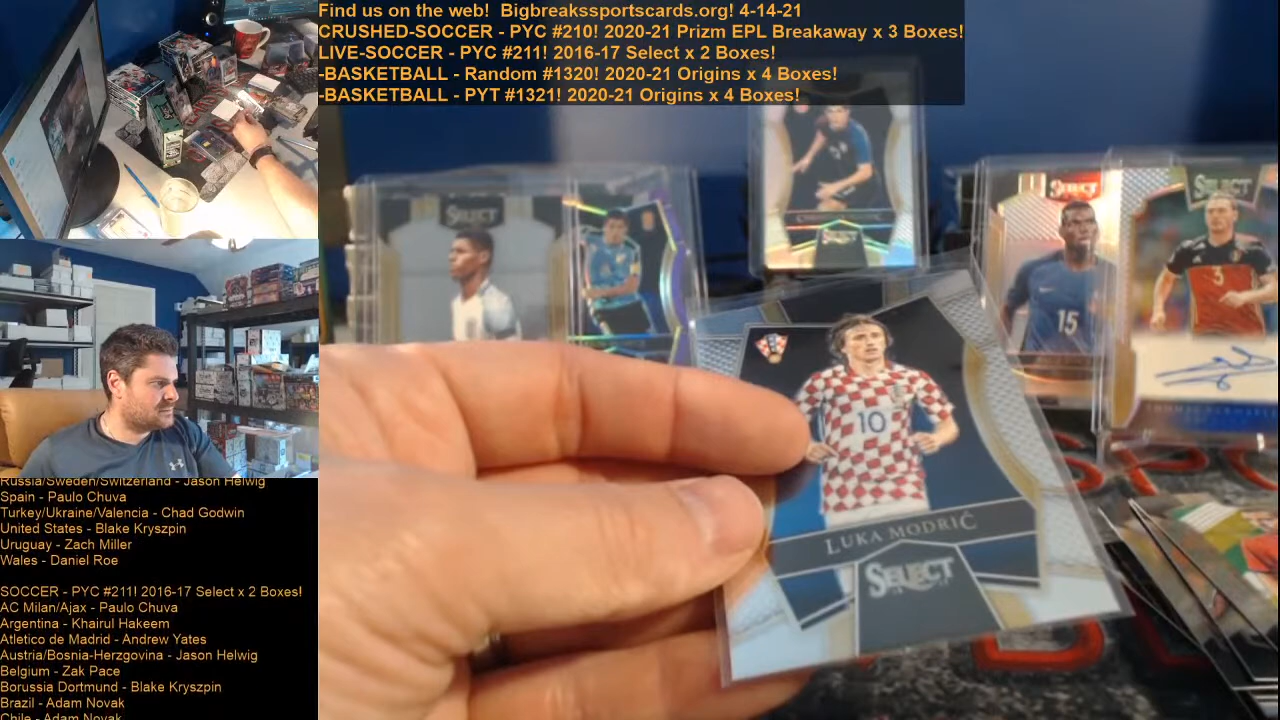 Find us on the web!  Bigbreakssportscards.org! 4-14-21
CRUSHED-SOCCER - PYC #210! 2020-21 Prizm EPL Breakaway x 3 Boxes!
LIVE-SOCCER - PYC #211! 2016-17 Select x 2 Boxes!
-BASKETBALL - Random #1320! 2020-21 Origins x 4 Boxes!
-BASKETBALL - PYT #1321! 2020-21 Origins x 4 Boxes!
SELECT
SELECT
SELECT
SELECT
15
3
10
LUKA MODRIĆ
SELECT
Russia/Sweden/Switzerland - Jason Helwig
Spain - Paulo Chuva
Turkey/Ukraine/Valencia - Chad Godwin
United States - Blake Kryszpin
Uruguay - Zach Miller
Wales - Daniel Roe
SOCCER - PYC #211! 2016-17 Select x 2 Boxes!
AC Milan/Ajax - Paulo Chuva
Argentina - Khairul Hakeem
Atletico de Madrid - Andrew Yates
Austria/Bosnia-Herzgovina - Jason Helwig
Belgium - Zak Pace
Borussia Dortmund - Blake Kryszpin
Brazil - Adam Novak
Chile - Adam Novak